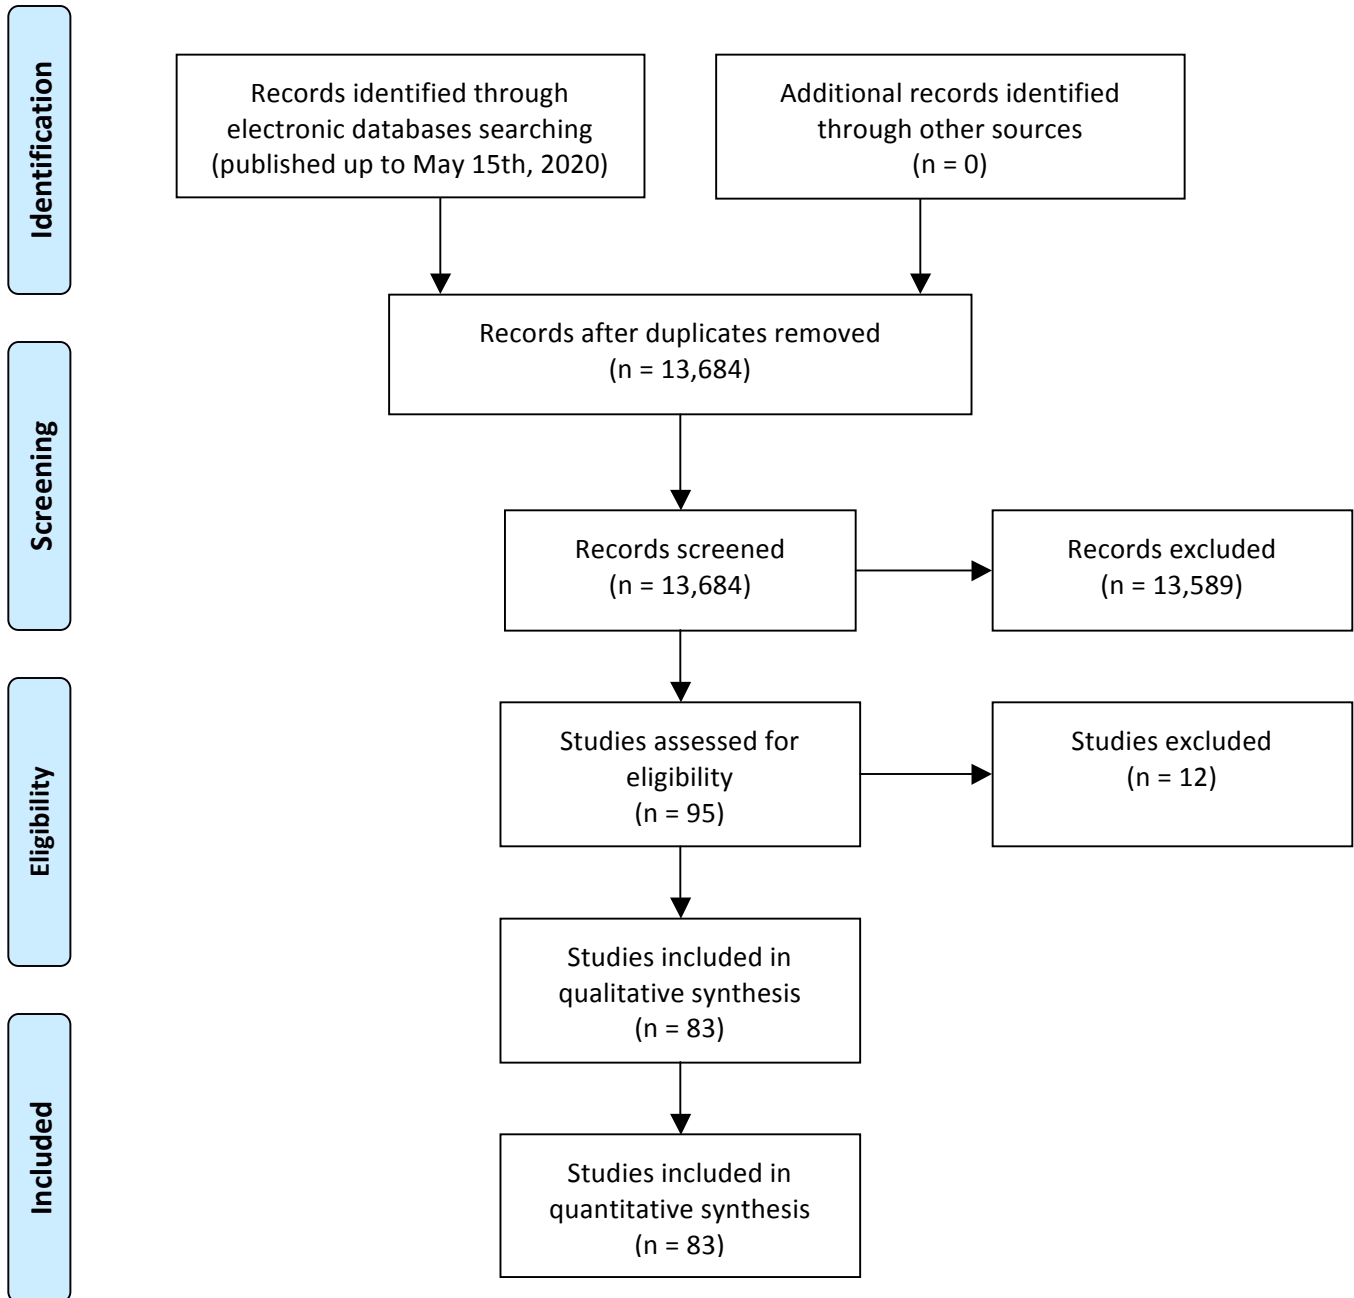 Identification
Records identified through
electronic databases searching
(published up to May 15th, 2020)
Additional records identified
through other sources
(n = 0)
Records after duplicates removed
(n = 13,684)
Screening
Records screened
(n = 13,684)
Records excluded
(n = 13,589)
Eligibility
Studies assessed for
eligibility
(n = 95)
Studies excluded
(n = 12)
Studies included in
qualitative synthesis
(n = 83)
Included
Studies included in
quantitative synthesis
(n = 83)